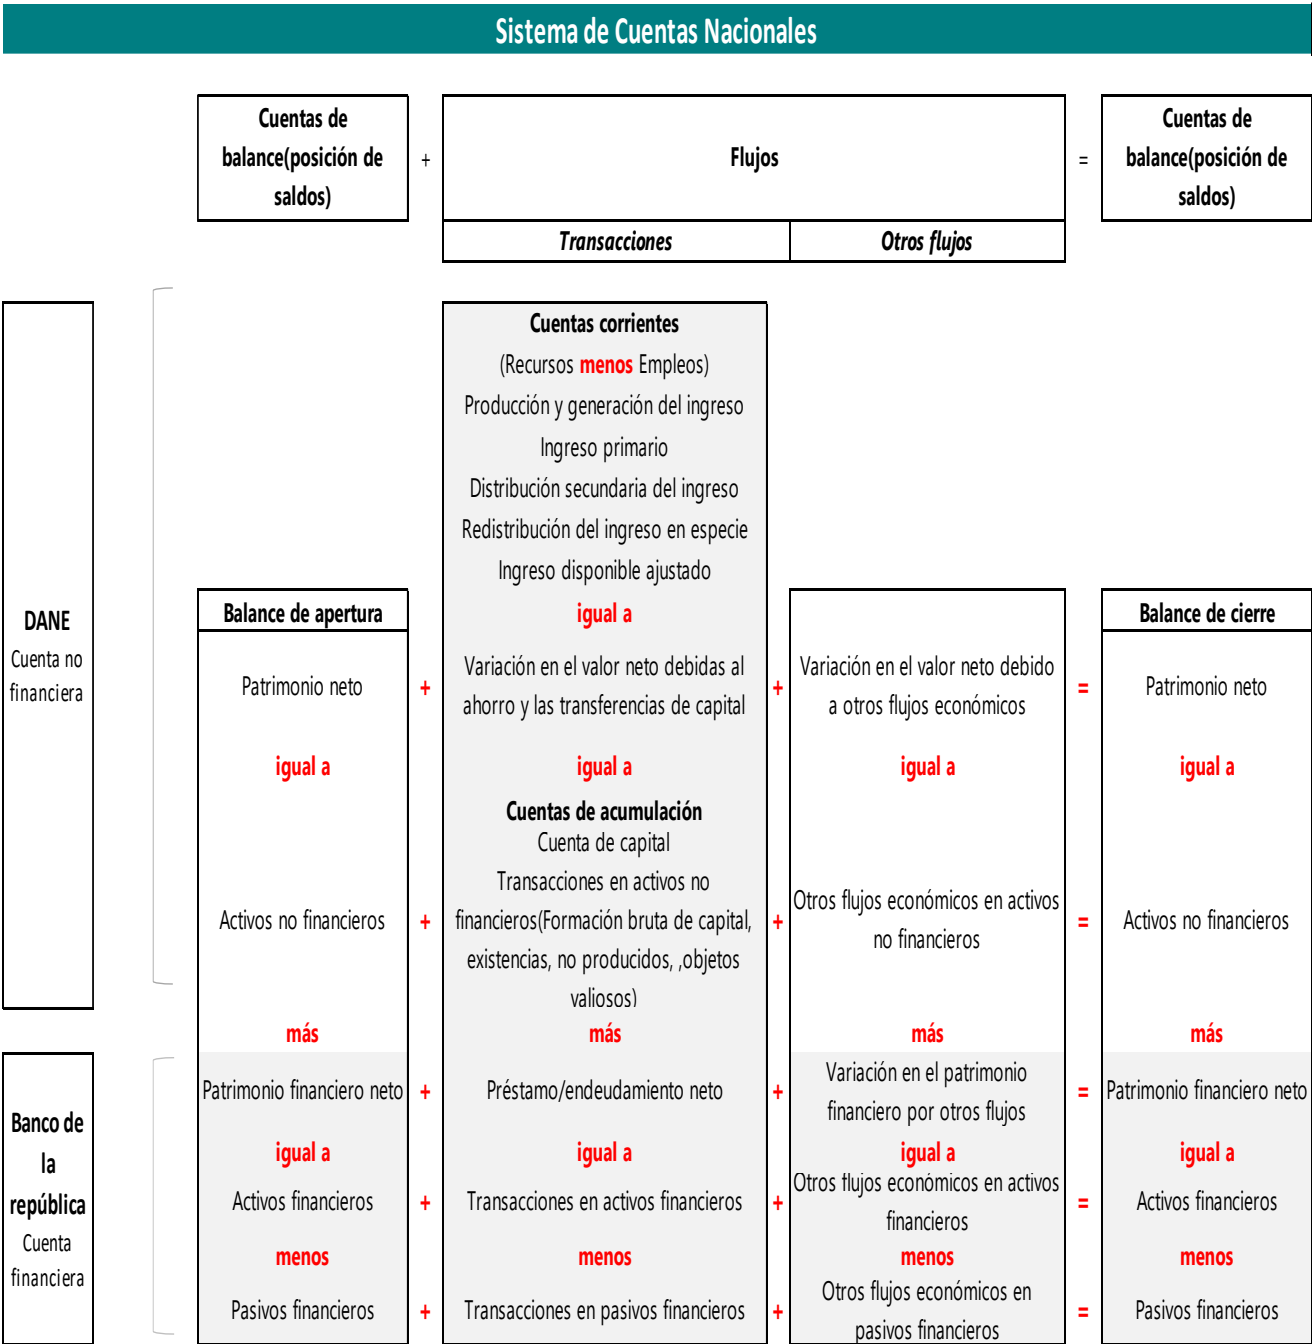 Sistema de Cuentas Nacionales
Cuentas de
balance(posición de
saldos)
+
Flujos
=
Cuentas de
balance(posición de
saldos)
Transacciones
Otros flujos
DANE
Cuenta no
financiera
Cuentas corrientes
(Recursos menos Empleos)
Producción y generación del ingreso
Ingreso primario
Distribución secundaria del ingreso
Redistribución del ingreso en especie
Ingreso disponible ajustado
Balance de apertura
igual a
Balance de cierre
Patrimonio neto
+
Variación en el valor neto debidas al
ahorro y las transferencias de capital
+
Variación en el valor neto debido
a otros flujos económicos
=
Patrimonio neto
igual a
igual a
igual a
igual a
Cuentas de acumulación
Cuenta de capital
Activos no financieros
+
Transacciones en activos no
financieros(Formación bruta de capital,
existencias, no producidos, ,objetos
valiosos)
+
Otros flujos económicos en activos
no financieros
=
Activos no financieros
más
más
más
más
Banco de
la
república
Cuenta
financiera
Patrimonio financiero neto
+
Préstamo/endeudamiento neto
+
Variación en el patrimonio
financiero por otros flujos
=
Patrimonio financiero neto
igual a
igual a
igual a
igual a
Activos financieros
+
Transacciones en activos financieros
+
Otros flujos económicos en activos
financieros
=
Activos financieros
menos
menos
menos
menos
Pasivos financieros
+
Transacciones en pasivos financieros
+
Otros flujos económicos en
pasivos financieros
=
Pasivos financieros